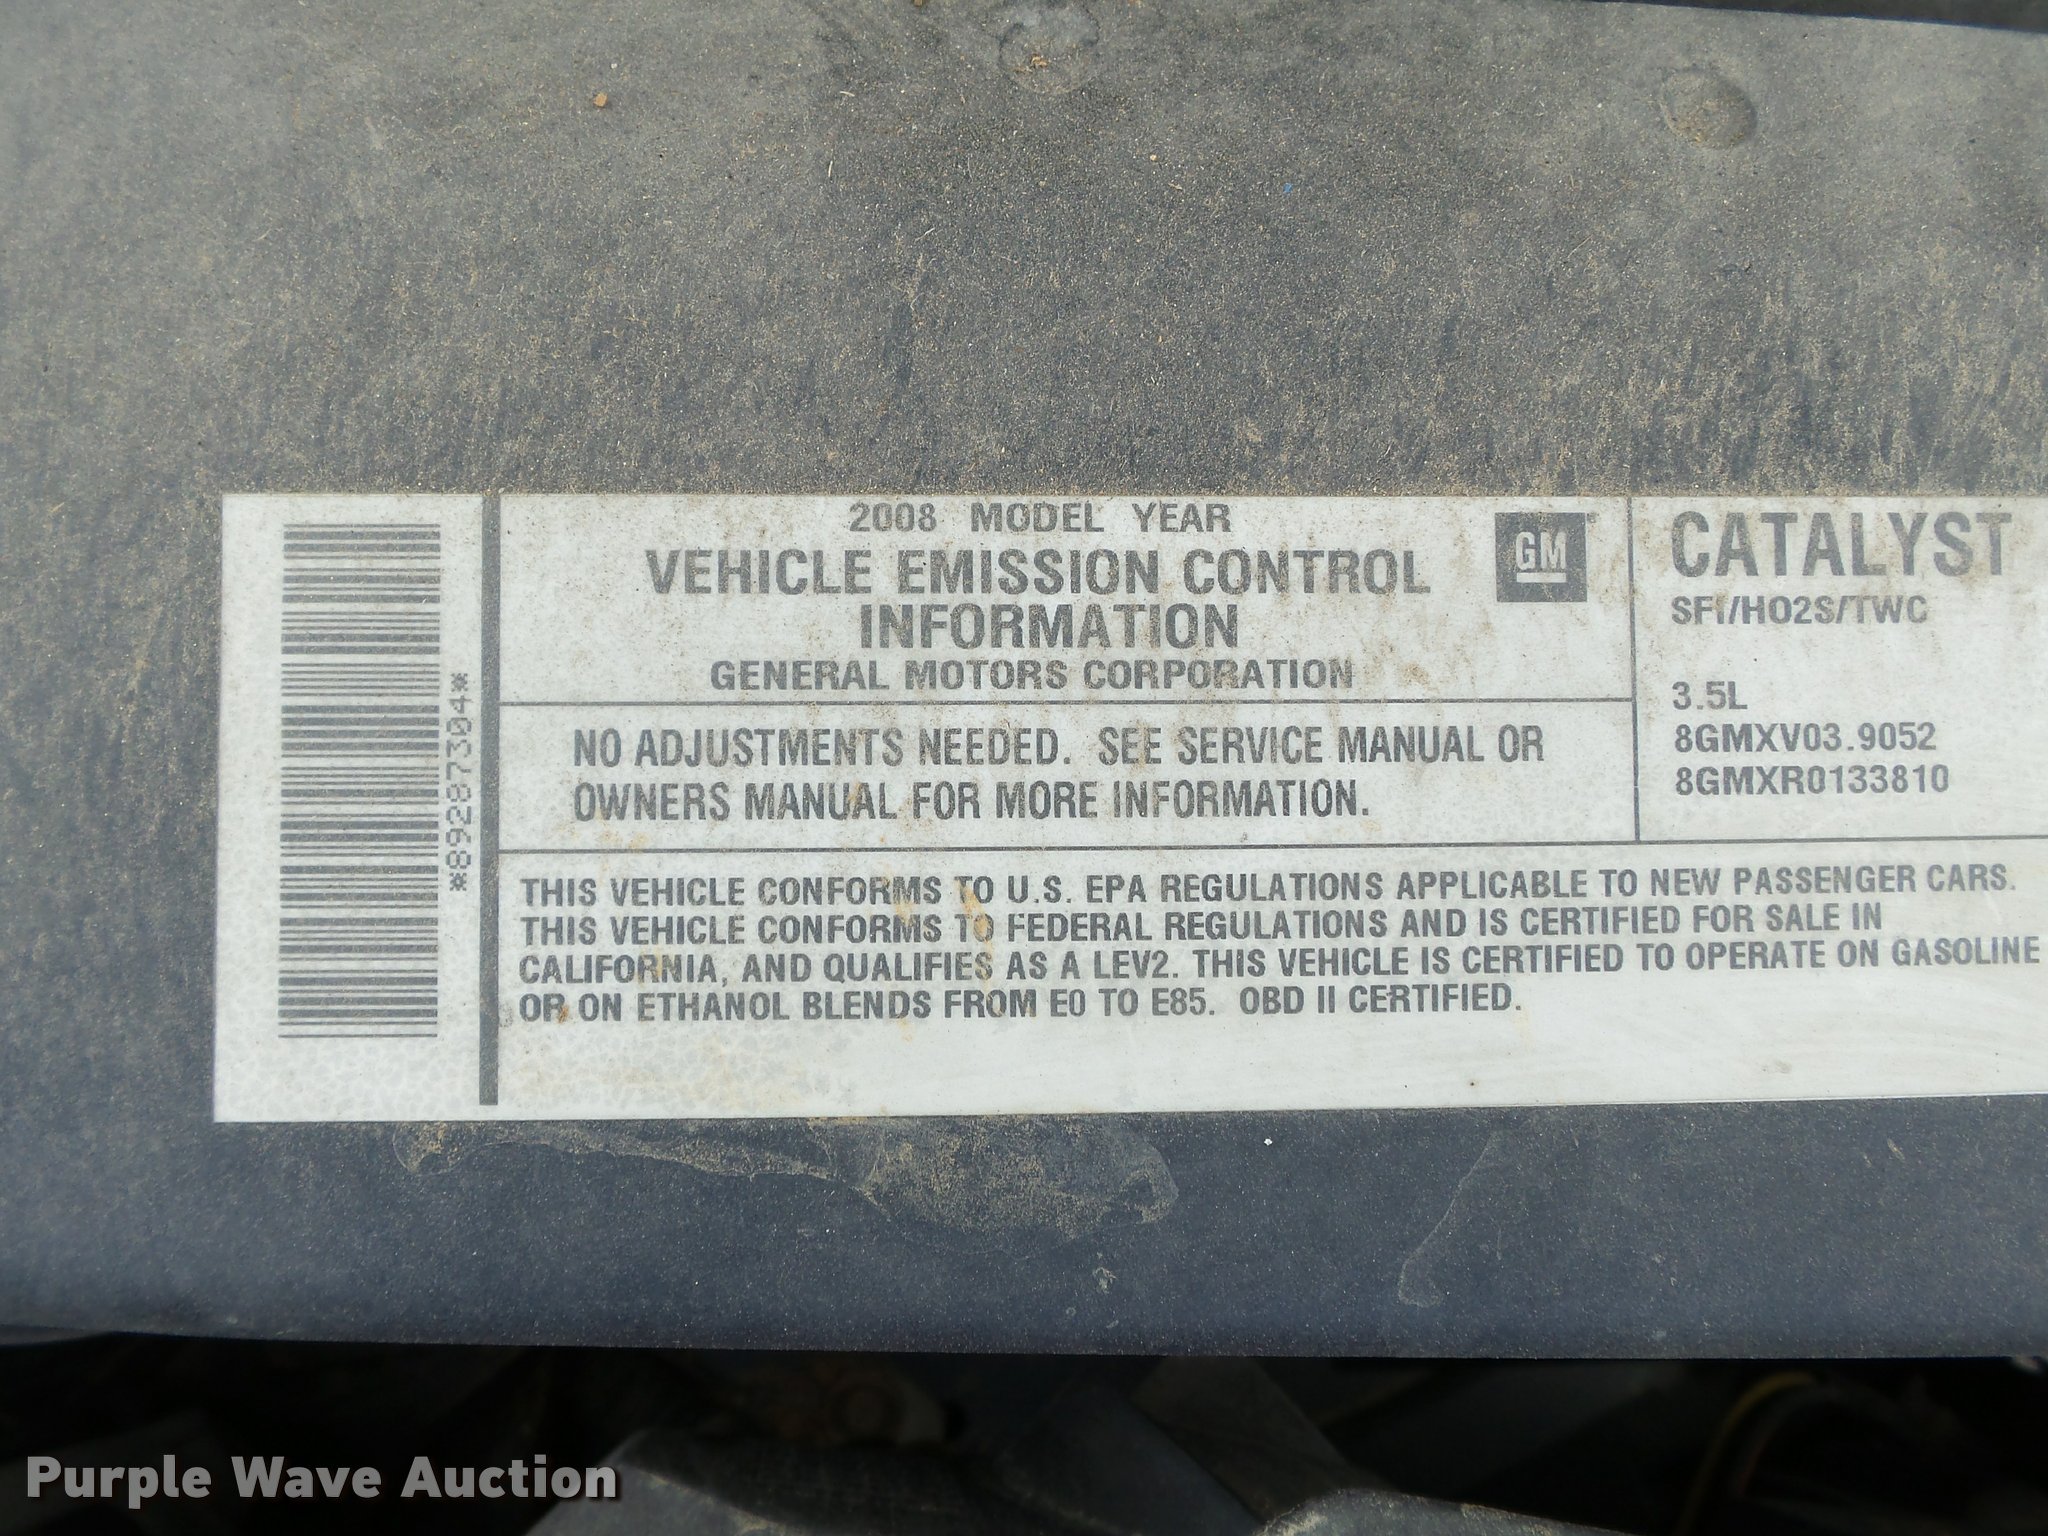 *89287304*
2008 MODEL YEAR
VEHICLE EMISSION CONTROL
INFORMATION
GENERAL MOTORS CORPORATION
GM
NO ADJUSTMENTS NEEDED. SEE SERVICE MANUAL OR
OWNERS MANUAL FOR MORE INFORMATION.
CATALYST
SFI/HO2S/TWC
3.5L
8GMXV03.9052
8GMXR0133810
THIS VEHICLE CONFORMS TO U.S. EPA REGULATIONS APPLICABLE TO NEW PASSENGER CARS.
THIS VEHICLE CONFORMS TO FEDERAL REGULATIONS AND IS CERTIFIED FOR SALE IN
CALIFORNIA, AND QUALIFIES AS A LEV2. THIS VEHICLE IS CERTIFIED TO OPERATE ON GASOLINE
OR ON ETHANOL BLENDS FROM E0 TO E85. OBD II CERTIFIED.
Purple Wave Auction